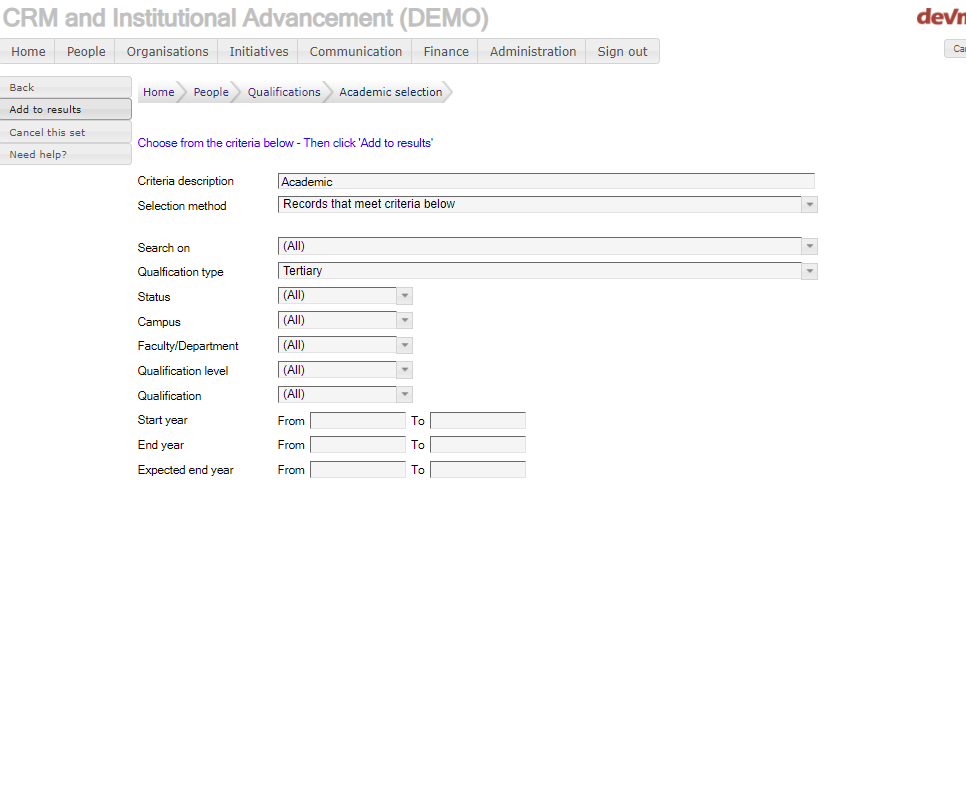 CRM and Institutional Advancement (DEMO)
Home People Organisations Initiatives Communication Finance Administration Sign out
Back
Add to results
Cancel this set
Need help?
Home People Qualifications Academic selection
Choose from the criteria below - Then click 'Add to results'
Criteria description Academic
Selection method Records that meet criteria below
Search on (All)
Qualfication type Tertiary
Status (All)
Campus (All)
Faculty/Department (All)
Qualification level (All)
Qualification (All)
Start year From To
End year From To
Expected end year From To